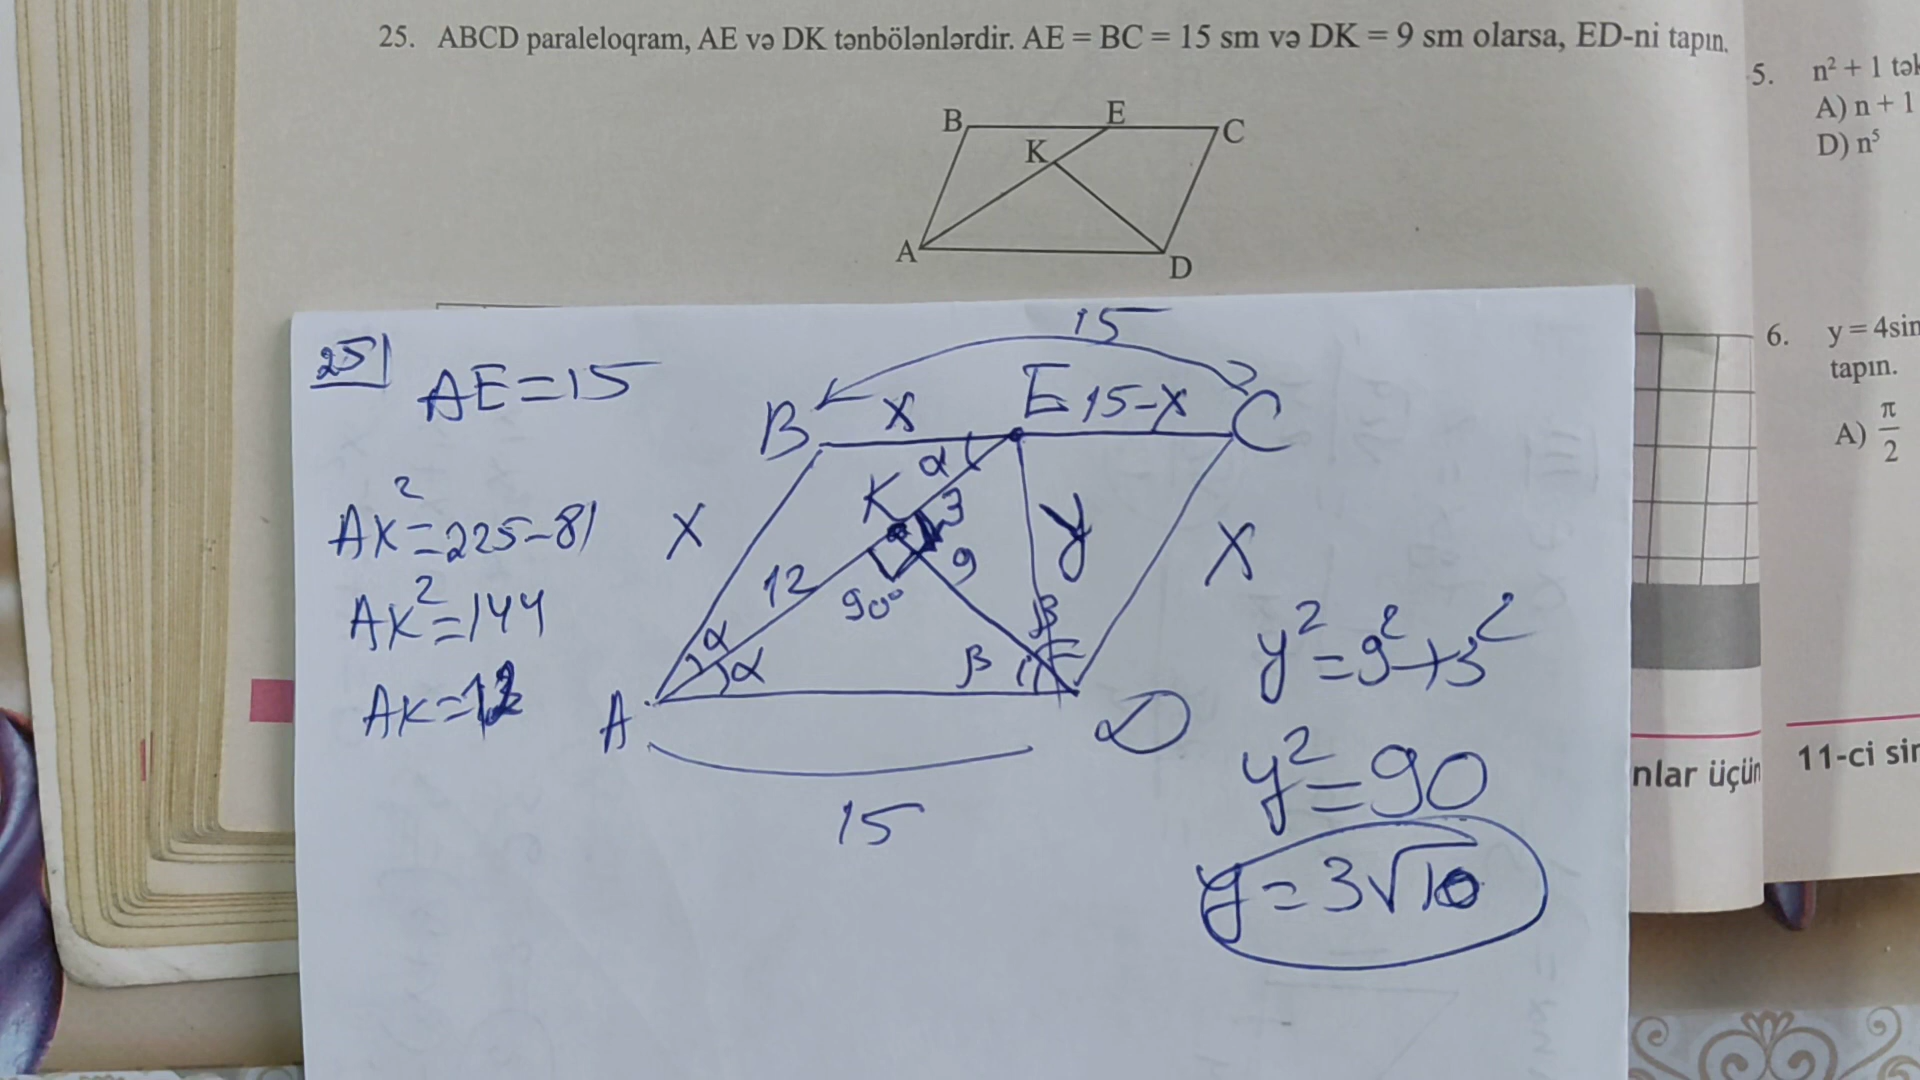 25. ABCD paraleloqram, AE və DK tənbölənlərdir. AE = BC = 15 sm və DK = 9 sm olarsa, ED-ni tapın.
B E C
K
A D
5. n² + 1 tək
A) n + 1
D) n⁵
6. y = 4sin
tapın.
A) π/2
nlar üçün
11-ci sin
25)
AE=15
AK²=225-81
AK²=144
AK=12
15
B x E 15-x C
α
K 3
x 12 90° 9 y x
β
α α β
A D
15
y²=9²+3²
y²=90
y=3√10